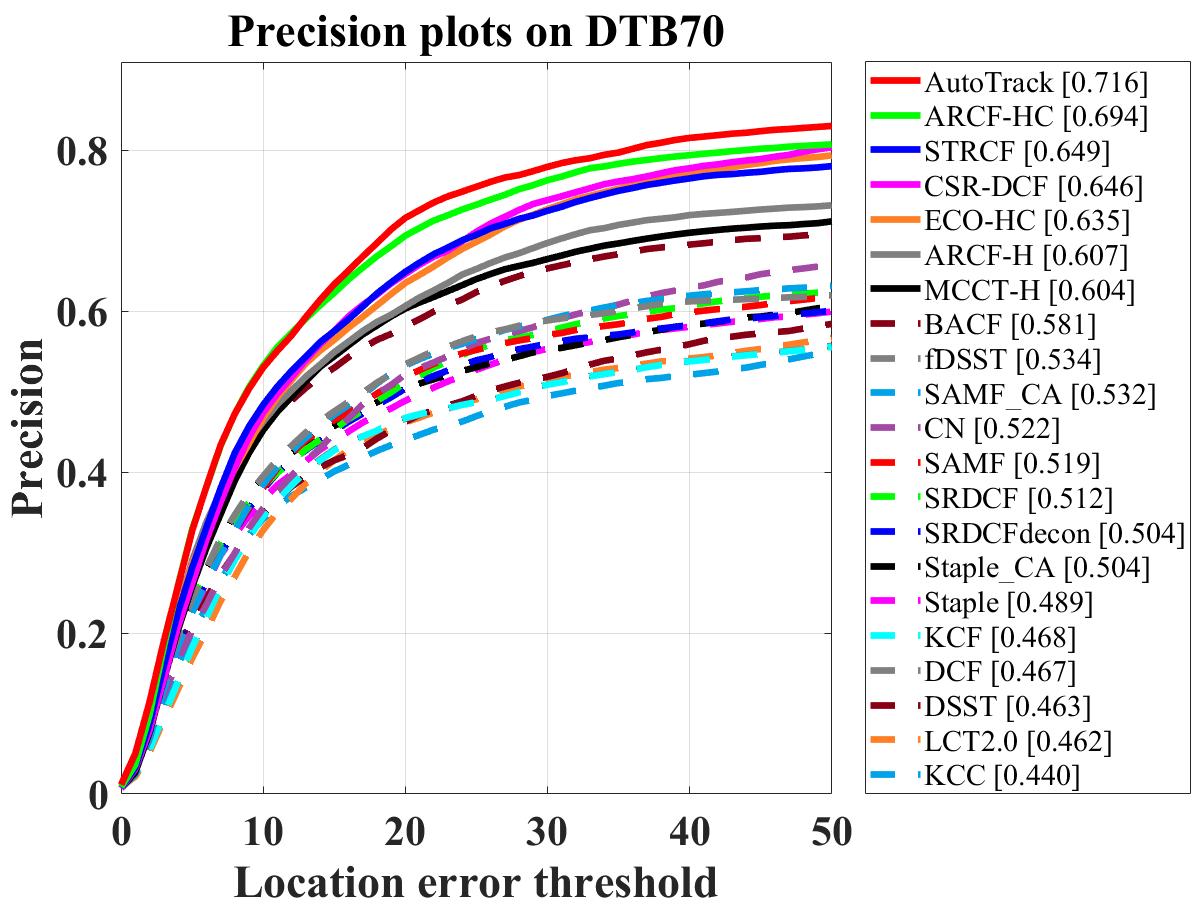 Precision plots on DTB70
Precision
0.8
0.6
0.4
0.2
0
0 10 20 30 40 50
Location error threshold
AutoTrack [0.716]
ARCF-HC [0.694]
STRCF [0.649]
CSR-DCF [0.646]
ECO-HC [0.635]
ARCF-H [0.607]
MCCT-H [0.604]
BACF [0.581]
fDSST [0.534]
SAMF_CA [0.532]
CN [0.522]
SAMF [0.519]
SRDCF [0.512]
SRDCFdecon [0.504]
Staple_CA [0.504]
Staple [0.489]
KCF [0.468]
DCF [0.467]
DSST [0.463]
LCT2.0 [0.462]
KCC [0.440]